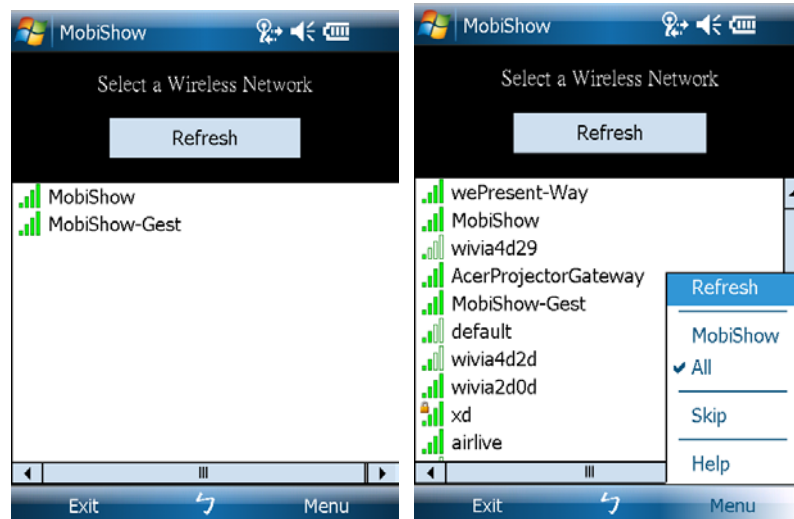 MobiShow
Select a Wireless Network
Refresh
MobiShow
MobiShow-Gest
Exit
ㄅ
Menu
MobiShow
Select a Wireless Network
Refresh
wePresent-Way
MobiShow
wivia4d29
AcerProjectorGateway
MobiShow-Gest
default
wivia4d2d
wivia2d0d
xd
airlive
Refresh
MobiShow
All
Skip
Help
Exit
ㄅ
Menu